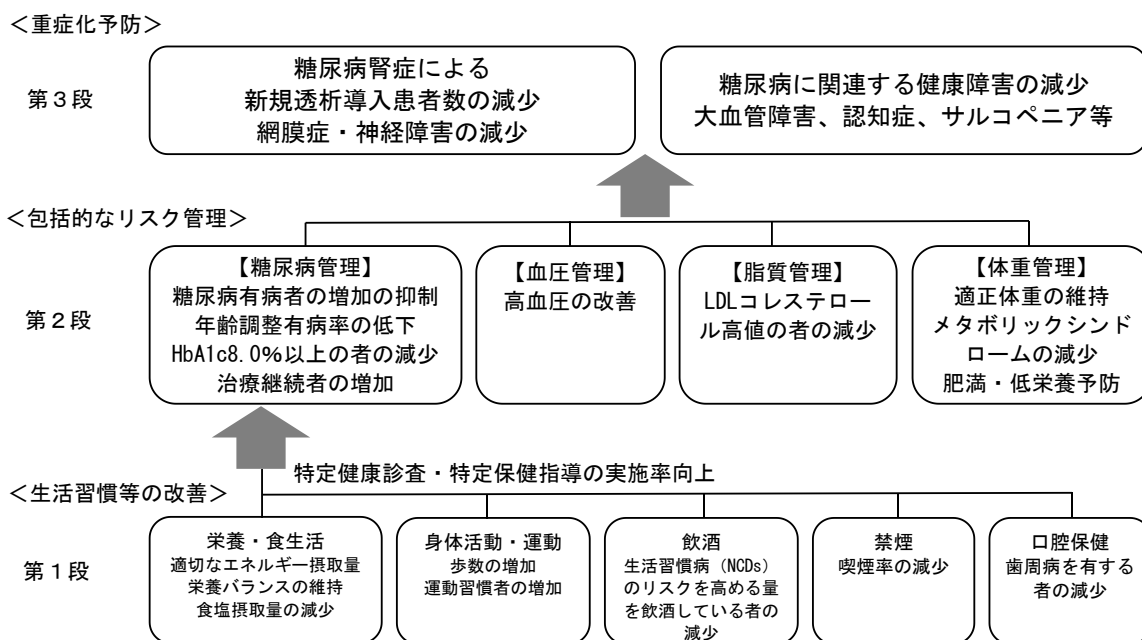 ＜重症化予防＞
第３段
糖尿病腎症による
新規透析導入患者数の減少
網膜症・神経障害の減少
糖尿病に関連する健康障害の減少
大血管障害、認知症、サルコペニア等
＜包括的なリスク管理＞
第２段
【糖尿病管理】
糖尿病有病者の増加の抑制
年齢調整有病率の低下
HbA1c8.0%以上の者の減少
治療継続者の増加
【血圧管理】
高血圧の改善
【脂質管理】
LDLコレステロー
ル高値の者の減少
【体重管理】
適正体重の維持
メタボリックシンド
ロームの減少
肥満・低栄養予防
特定健康診査・特定保健指導の実施率向上
＜生活習慣等の改善＞
第１段
栄養・食生活
適切なエネルギー摂取量
栄養バランスの維持
食塩摂取量の減少
身体活動・運動
歩数の増加
運動習慣者の増加
飲酒
生活習慣病（NCDs）
のリスクを高める量
を飲酒している者の
減少
禁煙
喫煙率の減少
口腔保健
歯周病を有する
者の減少